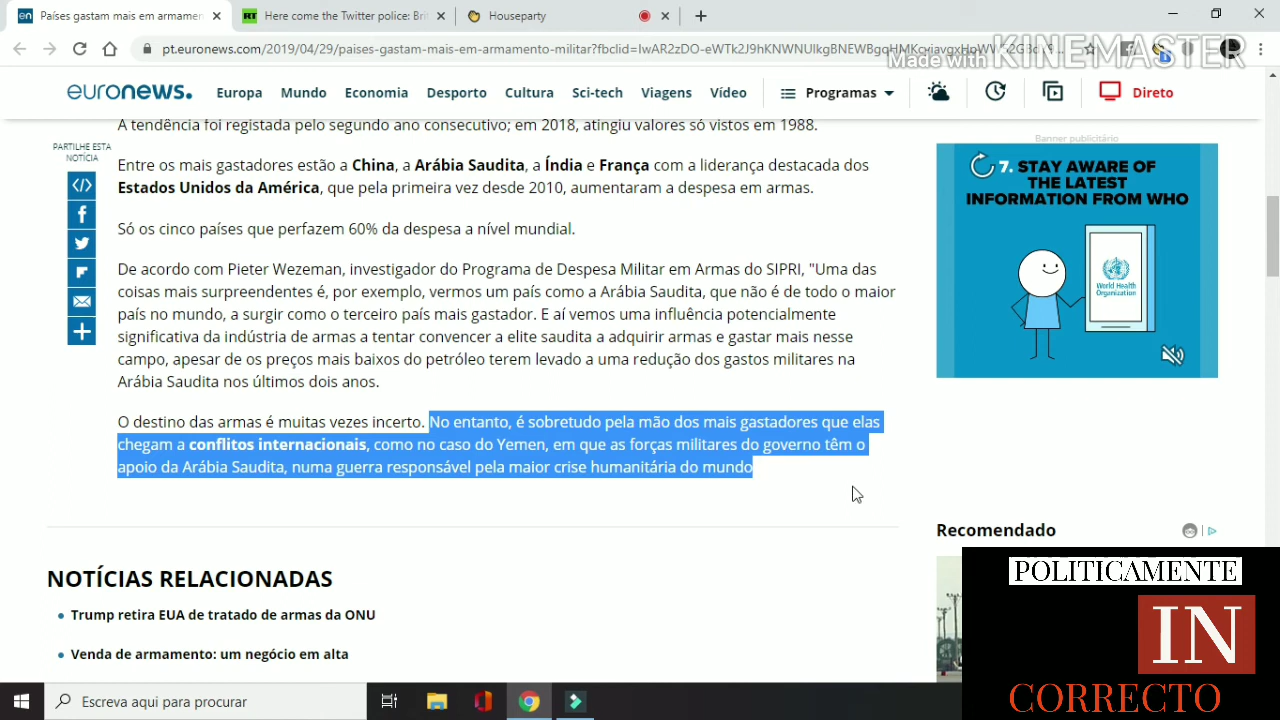 Países gastam mais em armamen
Here come the Twitter police: Bri
Houseparty
pt.euronews.com/2019/04/29/paises-gastam-mais-em-armamento-militar?fbclid=
Made with KINEMASTER
euronews.
Europa
Mundo
Economia
Desporto
Cultura
Sci-tech
Viagens
Vídeo
Programas
Direto
A tendência foi registada pelo segundo ano consecutivo; em 2018, atingiu valores só vistos em 1988.
PARTILHE ESTA
NOTÍCIA
Entre os mais gastadores estão a China, a Arábia Saudita, a Índia e França com a liderança destacada dos
Estados Unidos da América, que pela primeira vez desde 2010, aumentaram a despesa em armas.
Só os cinco países que perfazem 60% da despesa a nível mundial.
De acordo com Pieter Wezeman, investigador do Programa de Despesa Militar em Armas do SIPRI, "Uma das
coisas mais surpreendentes é, por exemplo, vermos um país como a Arábia Saudita, que não é de todo o maior
país no mundo, a surgir como o terceiro país mais gastador. E aí vemos uma influência potencialmente
significativa da indústria de armas a tentar convencer a elite saudita a adquirir armas e gastar mais nesse
campo, apesar de os preços mais baixos do petróleo terem levado a uma redução dos gastos militares na
Arábia Saudita nos últimos dois anos.
O destino das armas é muitas vezes incerto. No entanto, é sobretudo pela mão dos mais gastadores que elas
chegam a conflitos internacionais, como no caso do Yemen, em que as forças militares do governo têm o
apoio da Arábia Saudita, numa guerra responsável pela maior crise humanitária do mundo
NOTÍCIAS RELACIONADAS
Trump retira EUA de tratado de armas da ONU
Venda de armamento: um negócio em alta
Banner publicitário
7. STAY AWARE OF
THE LATEST
INFORMATION FROM WHO
World Health
Organization
Recomendado
POLITICAMENTE
IN
CORRECTO
Escreve aqui para procurar